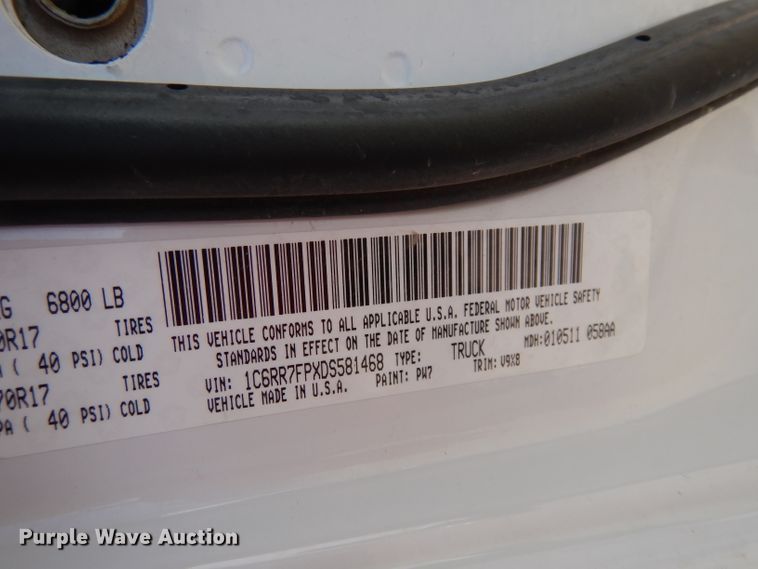 G 6800 LB
0R17 TIRES
( 40 PSI) COLD
70R17 TIRES
PA ( 40 PSI) COLD
THIS VEHICLE CONFORMS TO ALL APPLICABLE U.S.A. FEDERAL MOTOR VEHICLE SAFETY
STANDARDS IN EFFECT ON THE DATE OF MANUFACTURE SHOWN ABOVE.
VIN: 1C6RR7FPXDS581468 TYPE: TRUCK MDH: 010511 058AA
VEHICLE MADE IN U.S.A. PAINT: PW7 TRIM: V9X8
Purple Wave Auction